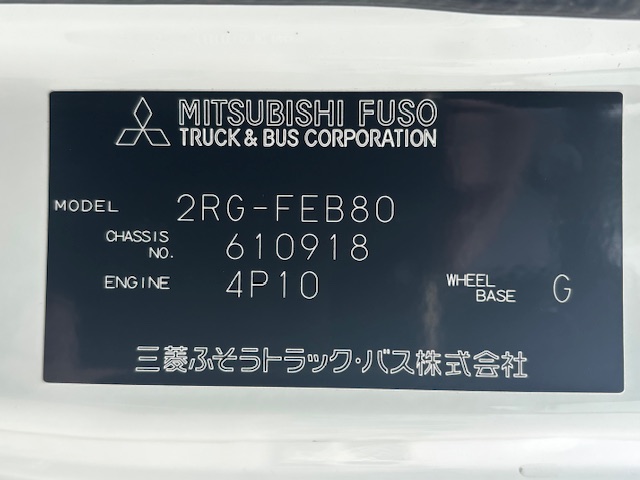 MITSUBISHI FUSO
TRUCK & BUS CORPORATION
MODEL 2RG-FEB80
CHASSIS NO. 610918
ENGINE 4P10 WHEEL BASE G
三菱ふそうトラック・バス株式会社